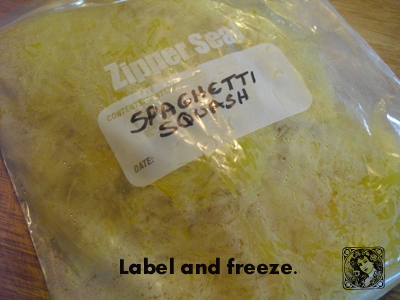 Zipper Seal
SPAGHETTI
SQUASH
DATE:
Label and freeze.